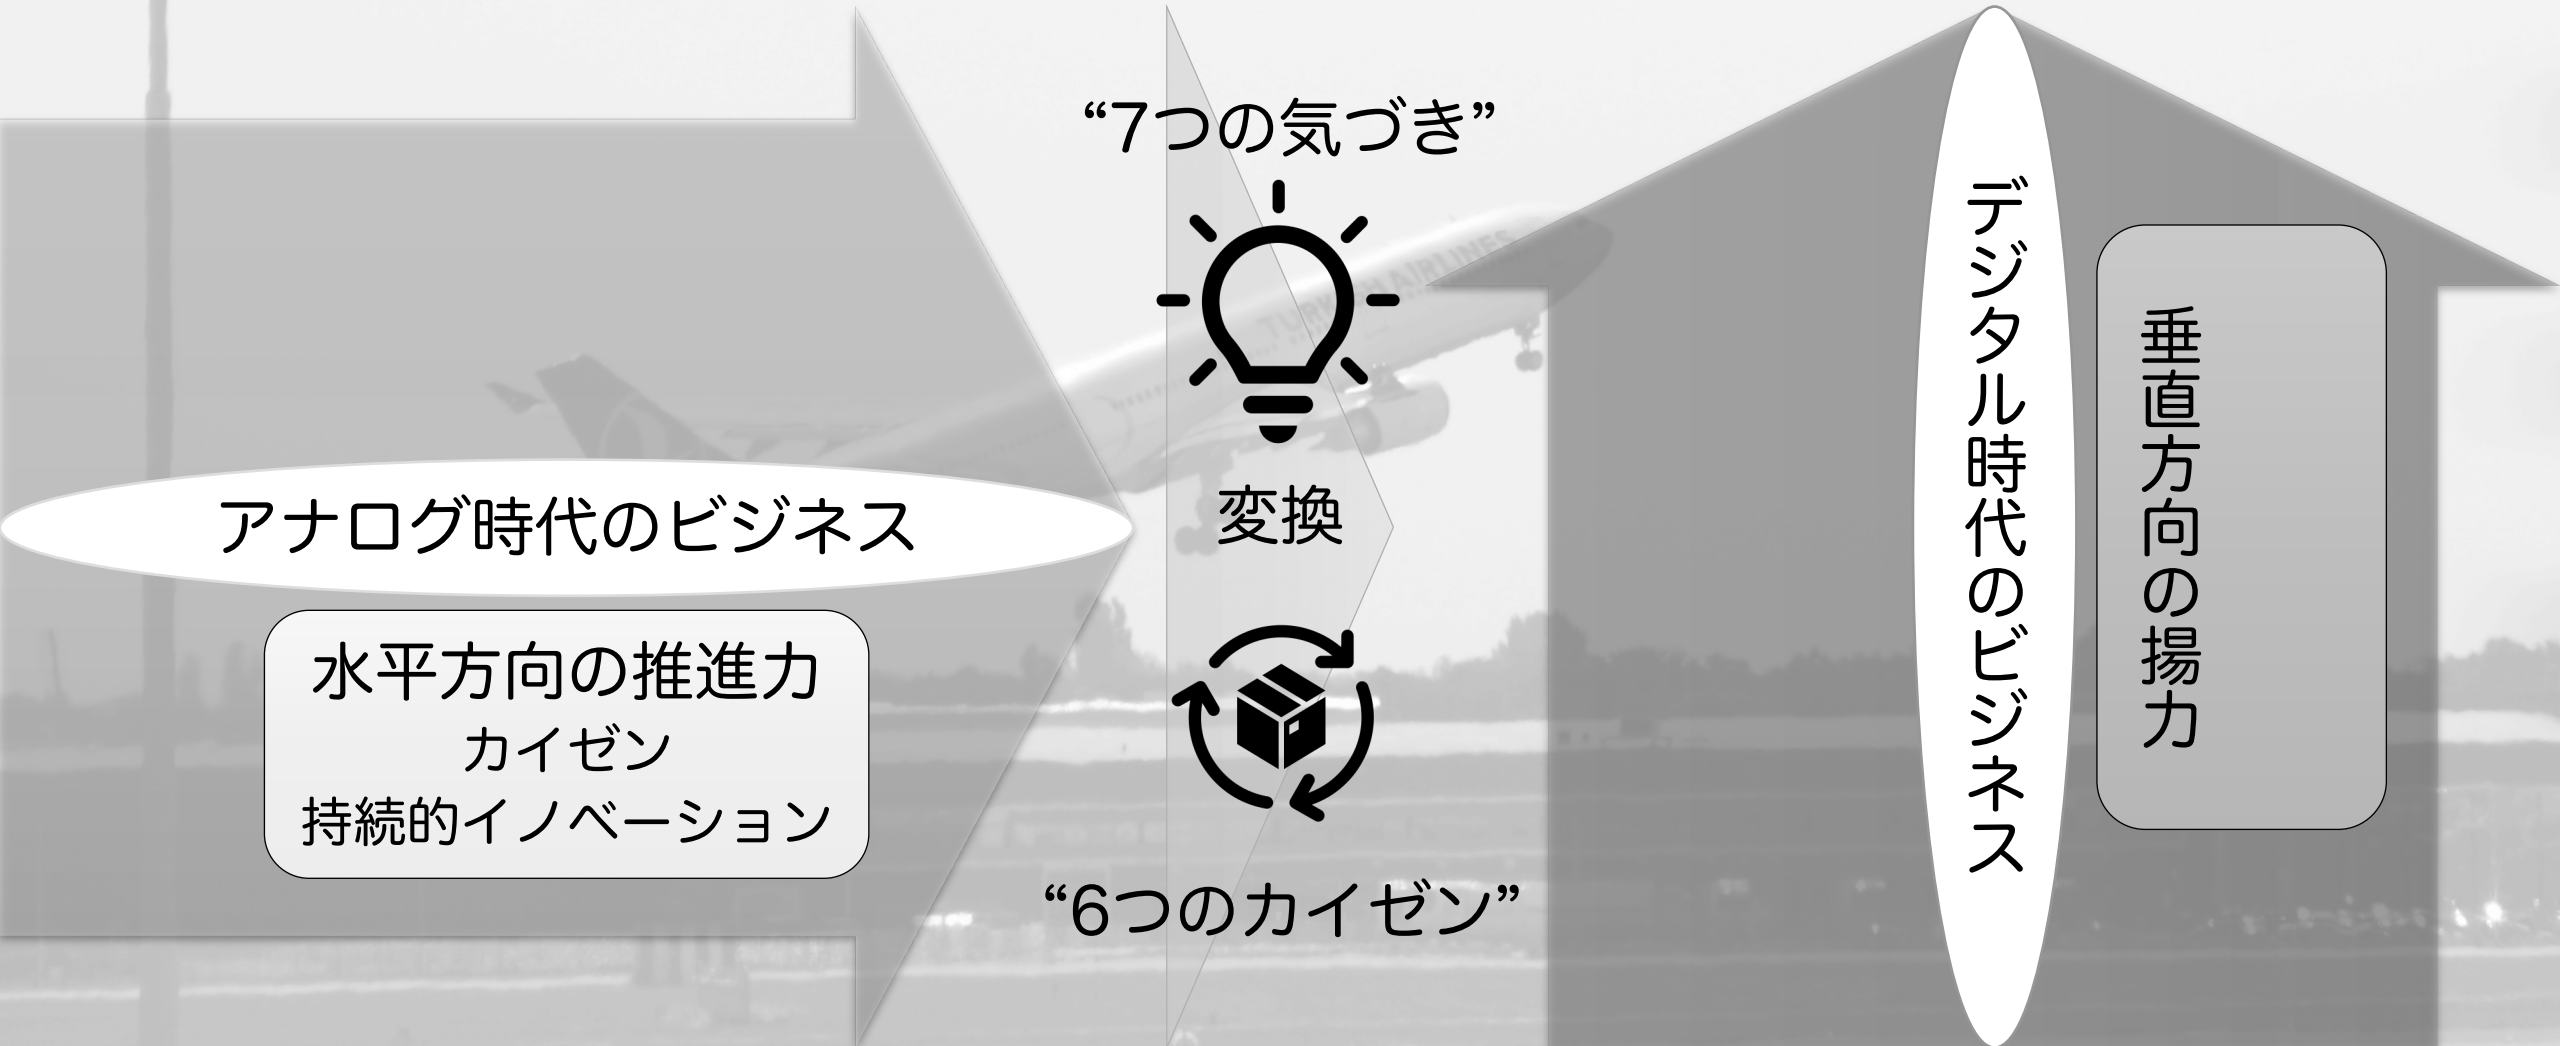 “7つの気づき”
TURKISH AIRLINES
変換
アナログ時代のビジネス
水平方向の推進力
カイゼン
持続的イノベーション
“6つのカイゼン”
デジタル時代のビジネス
垂直方向の揚力